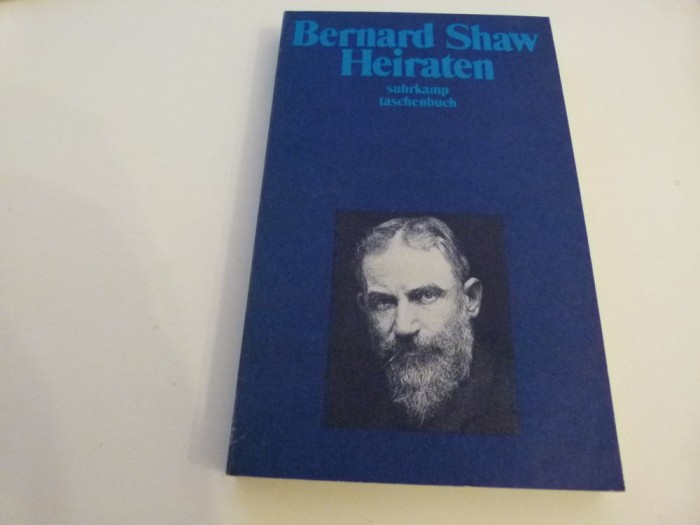 Bernard Shaw
Heiraten
suhrkamp
taschenbuch